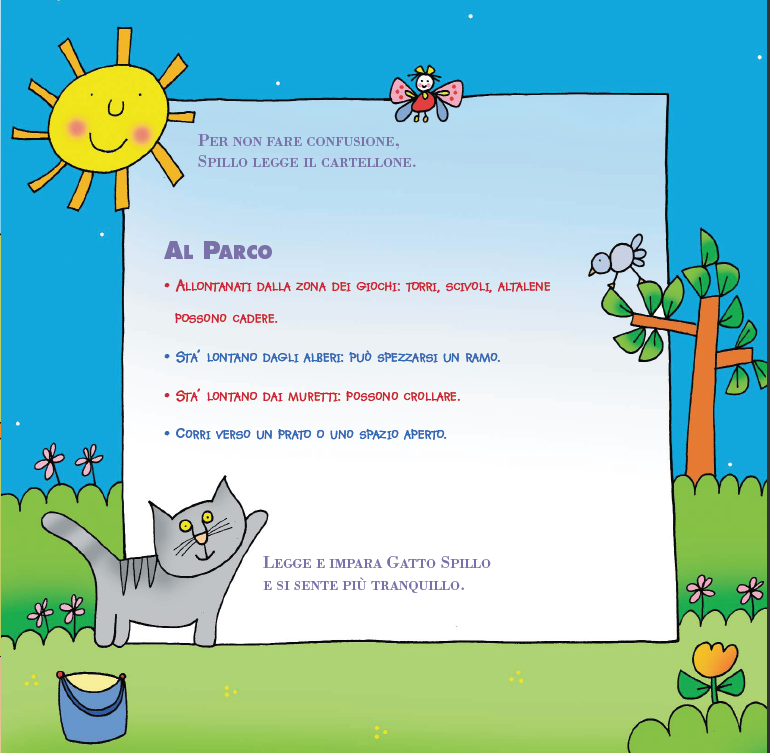 Per non fare confusione,
Spillo legge il cartellone.
Al Parco
• Allontanati dalla zona dei giochi: torri, scivoli, altalene
possono cadere.
• Sta' lontano dagli alberi: può spezzarsi un ramo.
• Sta' lontano dai muretti: possono crollare.
• Corri verso un prato o uno spazio aperto.
Legge e impara Gatto Spillo
e si sente più tranquillo.